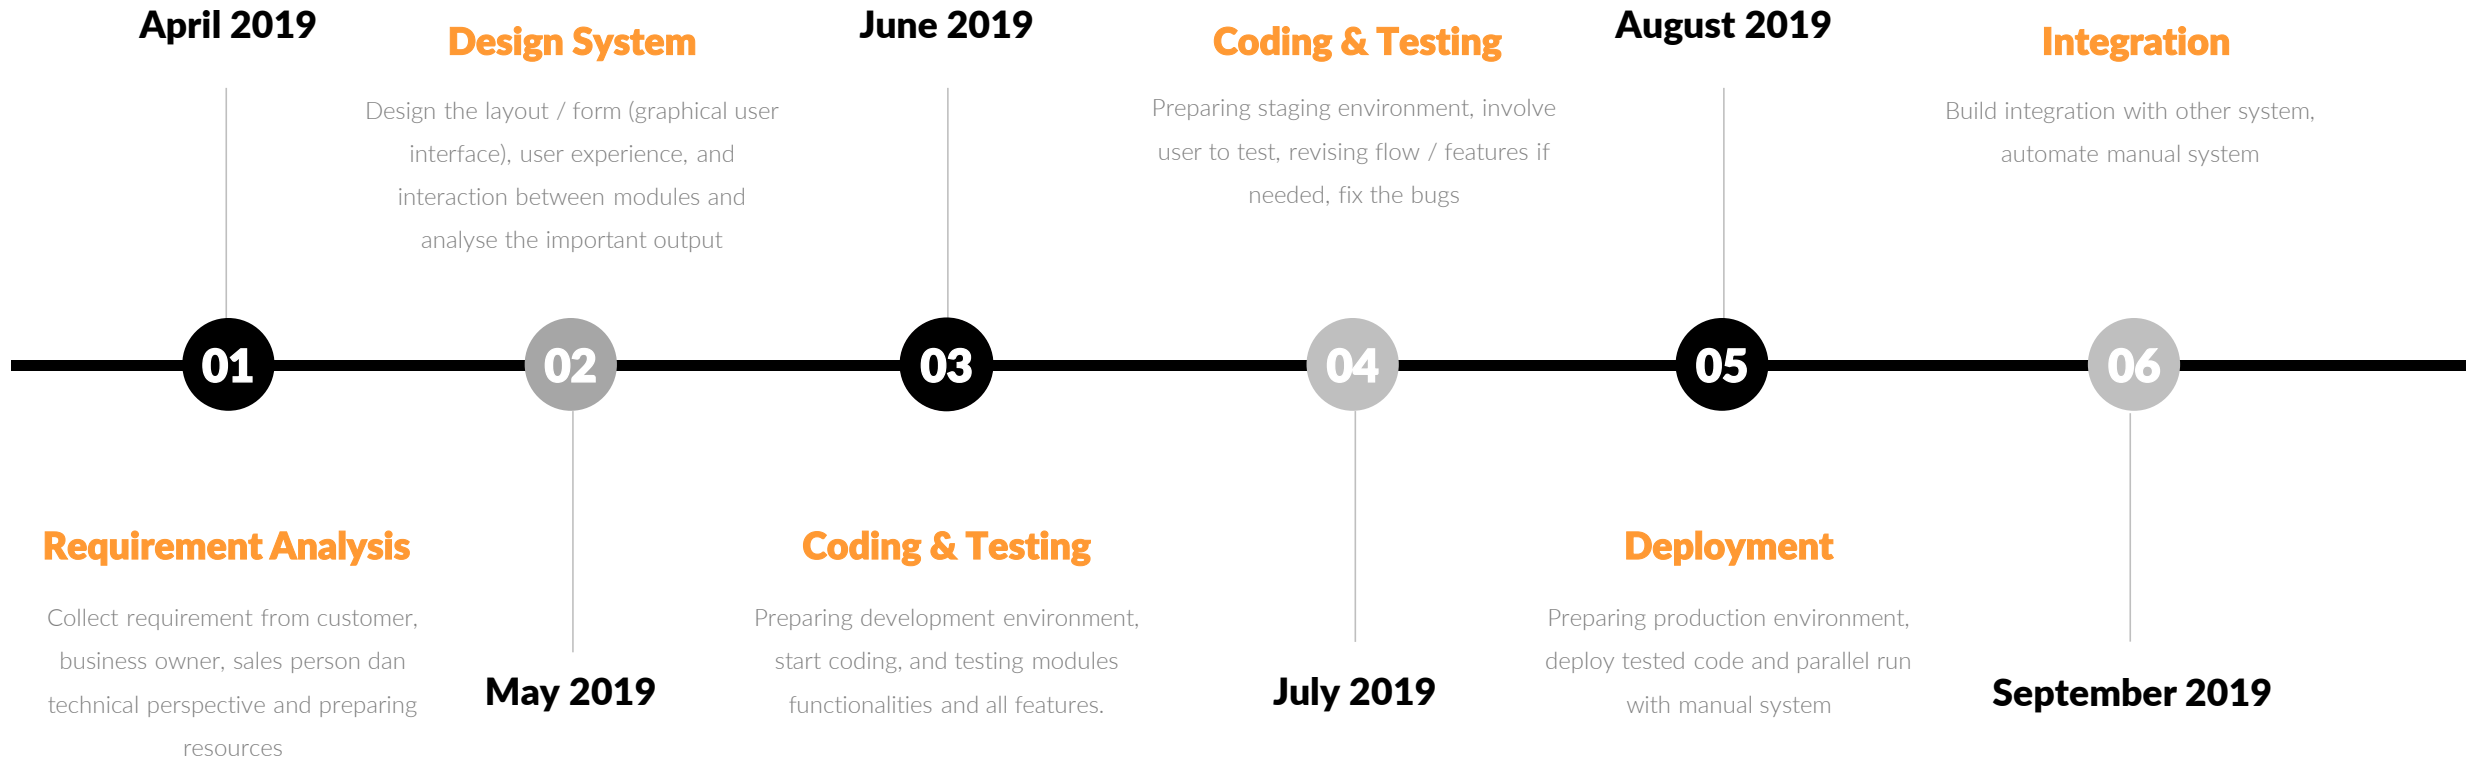 April 2019
Design System
Design the layout / form (graphical user
interface), user experience, and
interaction between modules and
analyse the important output
June 2019
Coding & Testing
Preparing staging environment, involve
user to test, revising flow / features if
needed, fix the bugs
August 2019
Integration
Build integration with other system,
automate manual system
01
02
03
04
05
06
Requirement Analysis
Collect requirement from customer,
business owner, sales person dan
technical perspective and preparing
resources
May 2019
Coding & Testing
Preparing development environment,
start coding, and testing modules
functionalities and all features.
July 2019
Deployment
Preparing production environment,
deploy tested code and parallel run
with manual system
September 2019